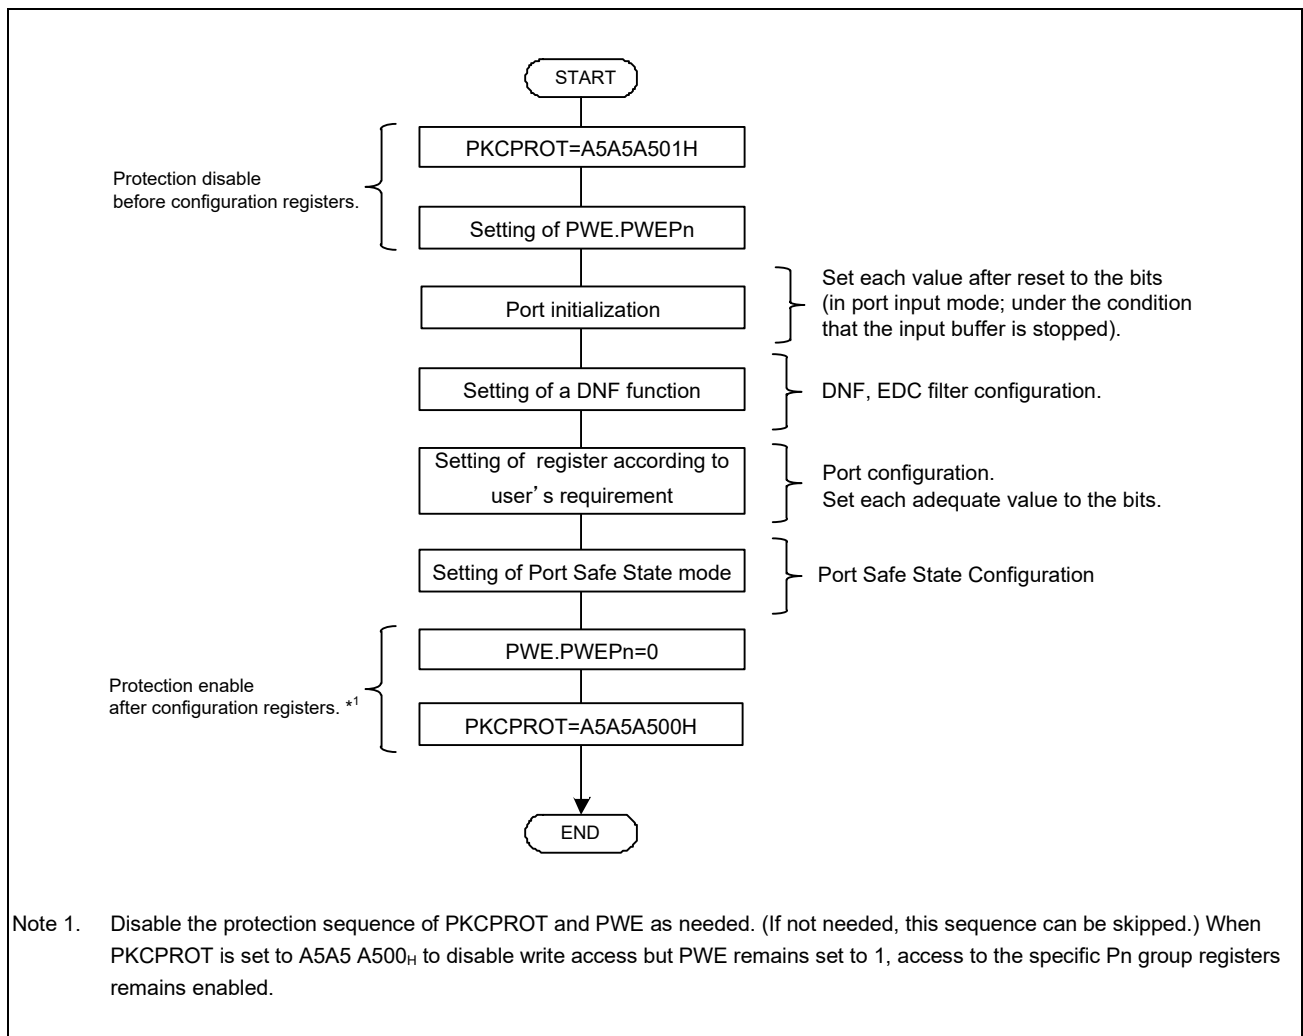 START
PKCPROT=A5A5A501H
Protection disable
before configuration registers.
Setting of PWE.PWEPn
Port initialization
Set each value after reset to the bits
(in port input mode; under the condition
that the input buffer is stopped).
Setting of a DNF function
DNF, EDC filter configuration.
Setting of register according to
user's requirement
Port configuration.
Set each adequate value to the bits.
Setting of Port Safe State mode
Port Safe State Configuration
PWE.PWEPn=0
Protection enable
after configuration registers. *1
PKCPROT=A5A5A500H
END
Note 1. Disable the protection sequence of PKCPROT and PWE as needed. (If not needed, this sequence can be skipped.) When
PKCPROT is set to A5A5 A500H to disable write access but PWE remains set to 1, access to the specific Pn group registers
remains enabled.